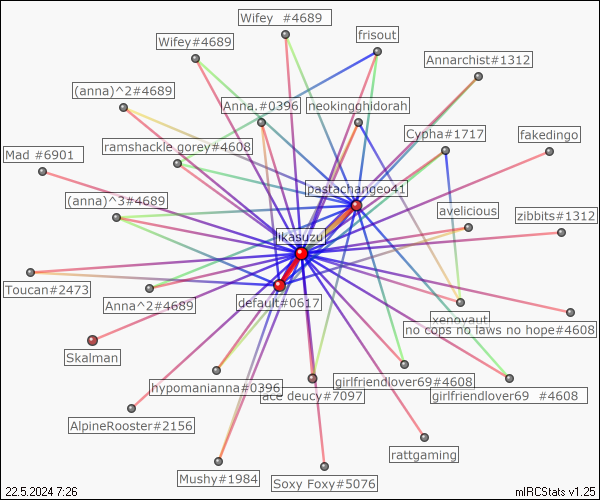 Wifey  #4689
frisout
Wifey#4689
Annarchist#1312
(anna)^2#4689
Anna.#0396
neokingghidorah
Cypha#1717
fakedingo
ramshackle gorey#4608
Mad #6901
pastachangeo41
(anna)^3#4689
avelicious
zibbits#1312
ikasuzu
Toucan#2473
Anna^2#4689
default#0617
xenoyaut
no cops no laws no hope#4608
Skalman
hypomanianna#0396
girlfriendlover69#4608
ace deucy#7097
girlfriendlover69  #4608
AlpineRooster#2156
rattgaming
Mushy#1984
Soxy Foxy#5076
22.5.2024 7:26
mIRCStats v1.25